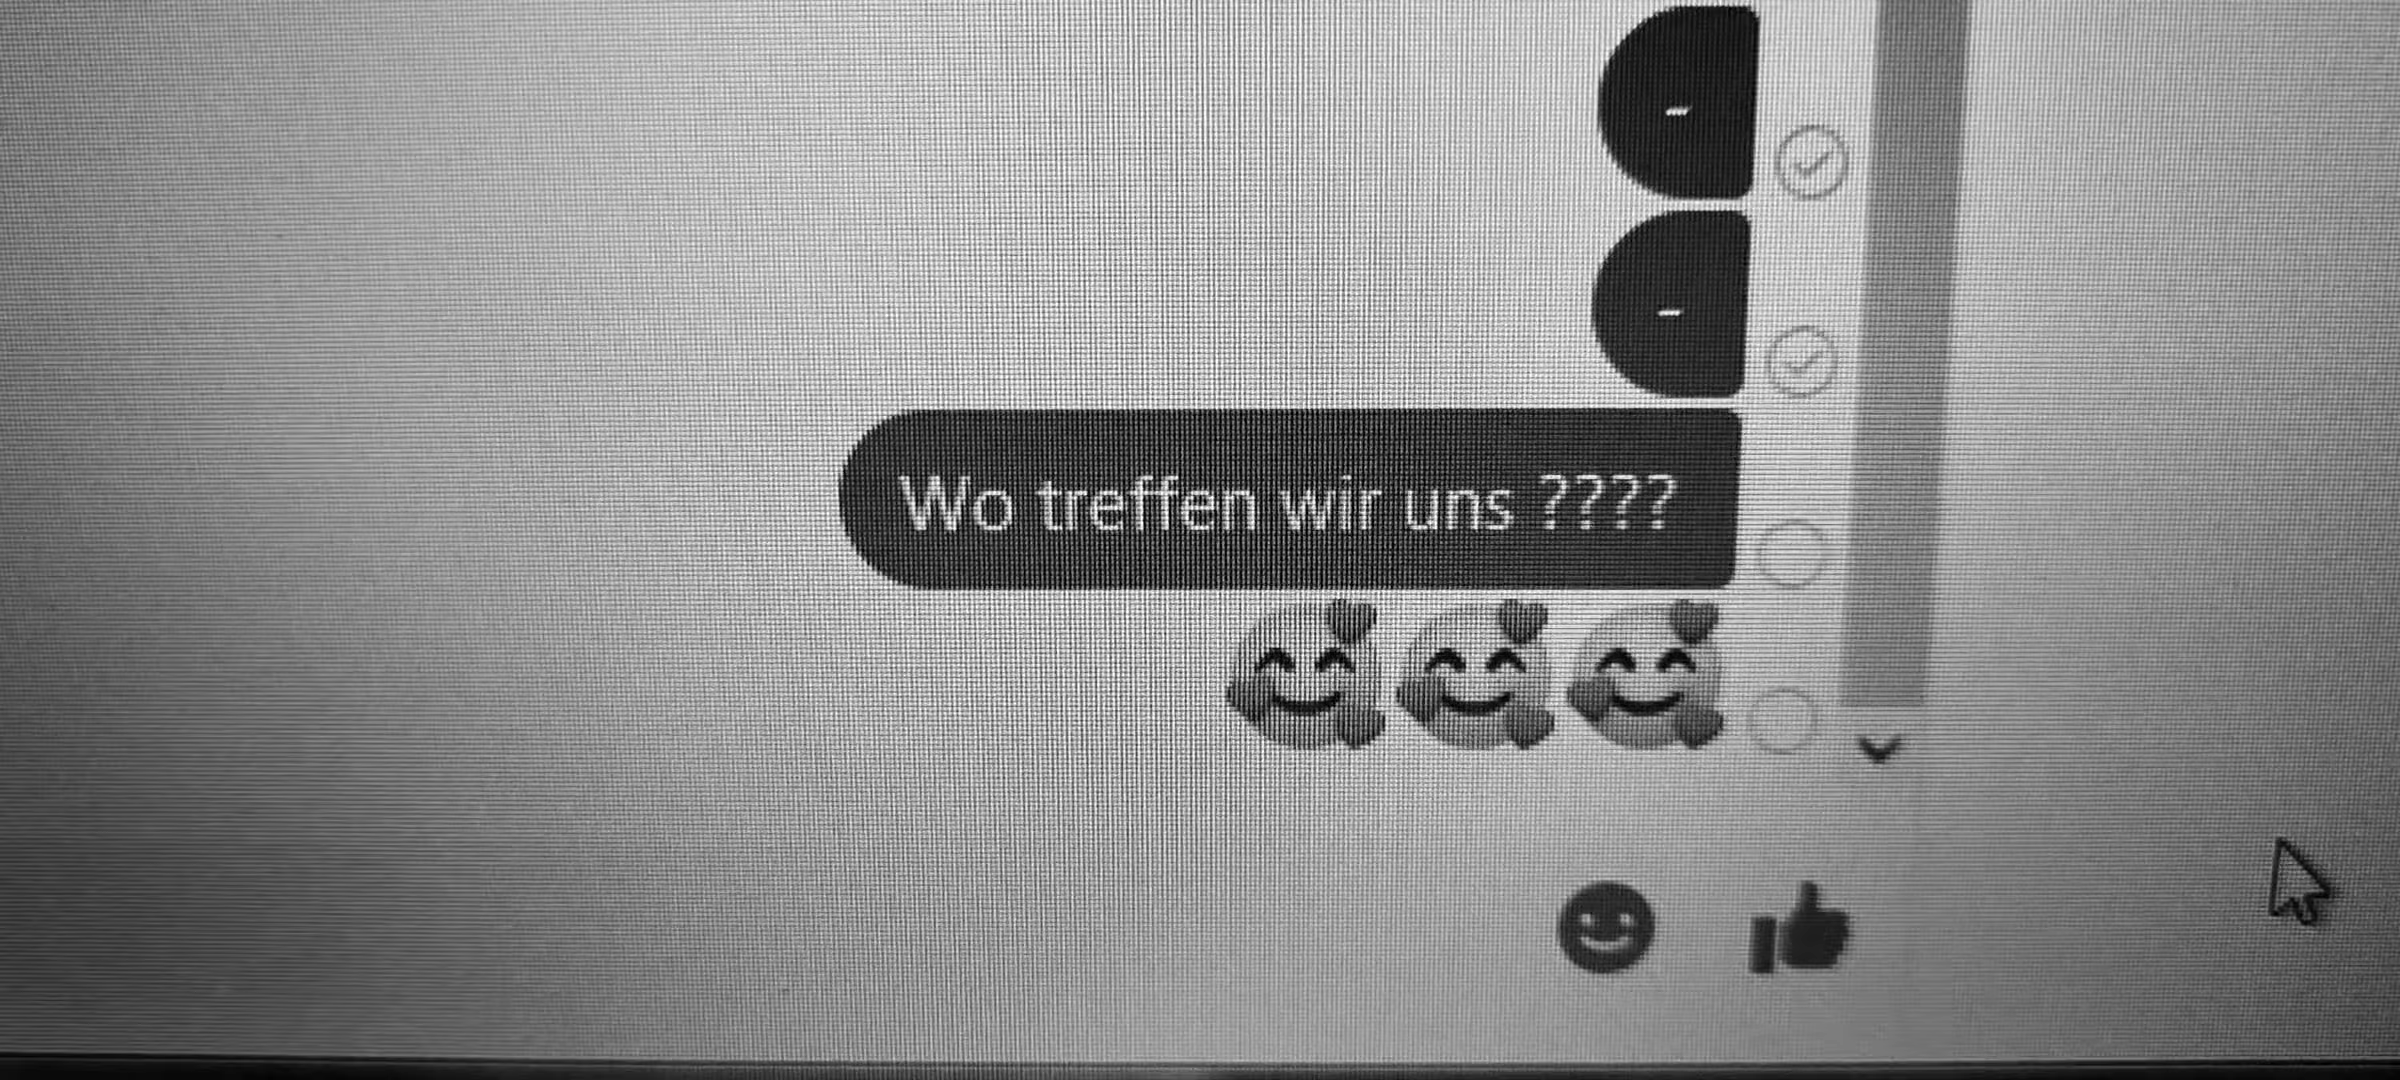 -
-
Wo treffen wir uns ????
🥰🥰🥰